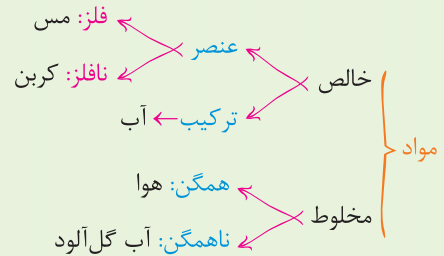 مواد
خالص
عنصر
فلز: مس
نافلز: کربن
ترکیب ← آب
مخلوط
همگن: هوا
ناهمگن: آب گل‌آلود